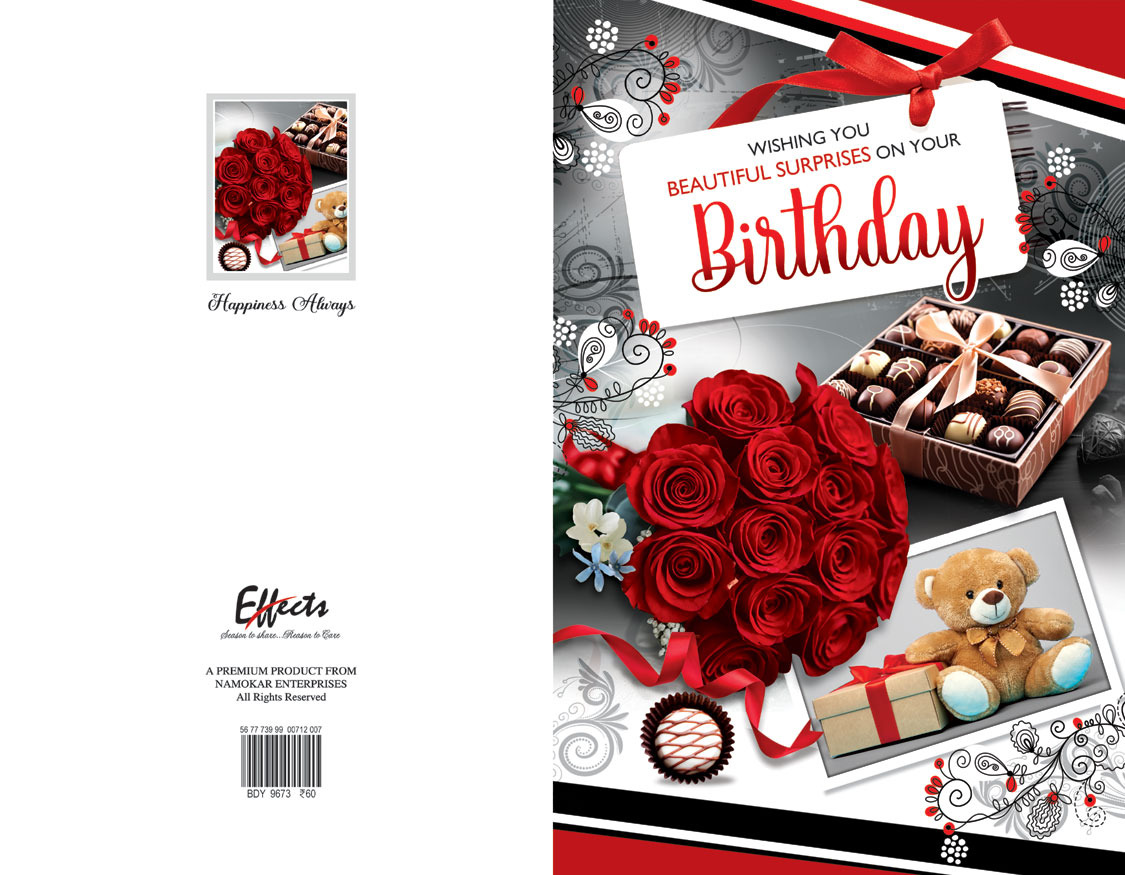 Happiness Always
Effects
Season to share...Reason to Care
A PREMIUM PRODUCT FROM
NAMOKAR ENTERPRISES
All Rights Reserved
56 77 739 99 00712 007
BDY 9673 ₹60
WISHING YOU
BEAUTIFUL SURPRISES ON YOUR
Birthday